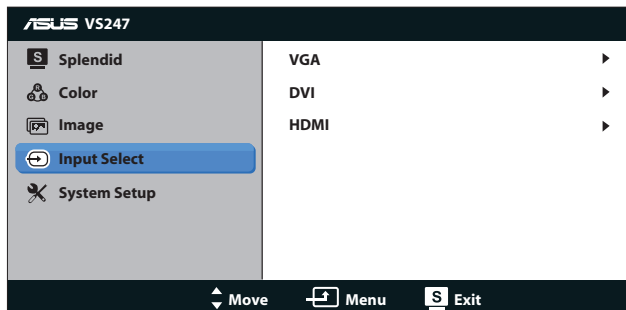 ASUS VS247
S Splendid
R G B Color
Image
Input Select
System Setup
VGA
DVI
HDMI
Move Menu S Exit